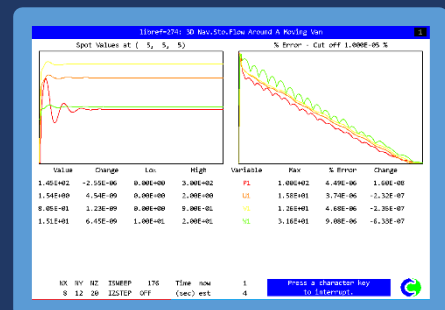 libref=274: 3D Nav.Sto.Flow Around A Moving Van 1
Spot Values at ( 5, 5, 5) % Error - Cut off 1.000E-05 %
Value Change Low High Variable Max % Error Change
1.45E+02 -2.55E-06 0.00E+00 3.00E+02 P1 1.00E+02 4.49E-06 1.60E-08
1.54E+00 4.54E-09 0.00E+00 2.00E+00 U1 1.58E+01 3.74E-06 -2.32E-07
8.05E-01 1.23E-09 0.00E+00 9.00E-01 V1 1.26E+01 4.68E-06 -2.35E-07
1.51E+01 6.45E-09 1.00E+01 2.00E+01 W1 3.16E+01 9.08E-06 -6.33E-07
NX NY NZ ISWEEP 176 Time now 1 Press a character key
8 12 20 IZSTEP OFF (sec) est 4 to interrupt.